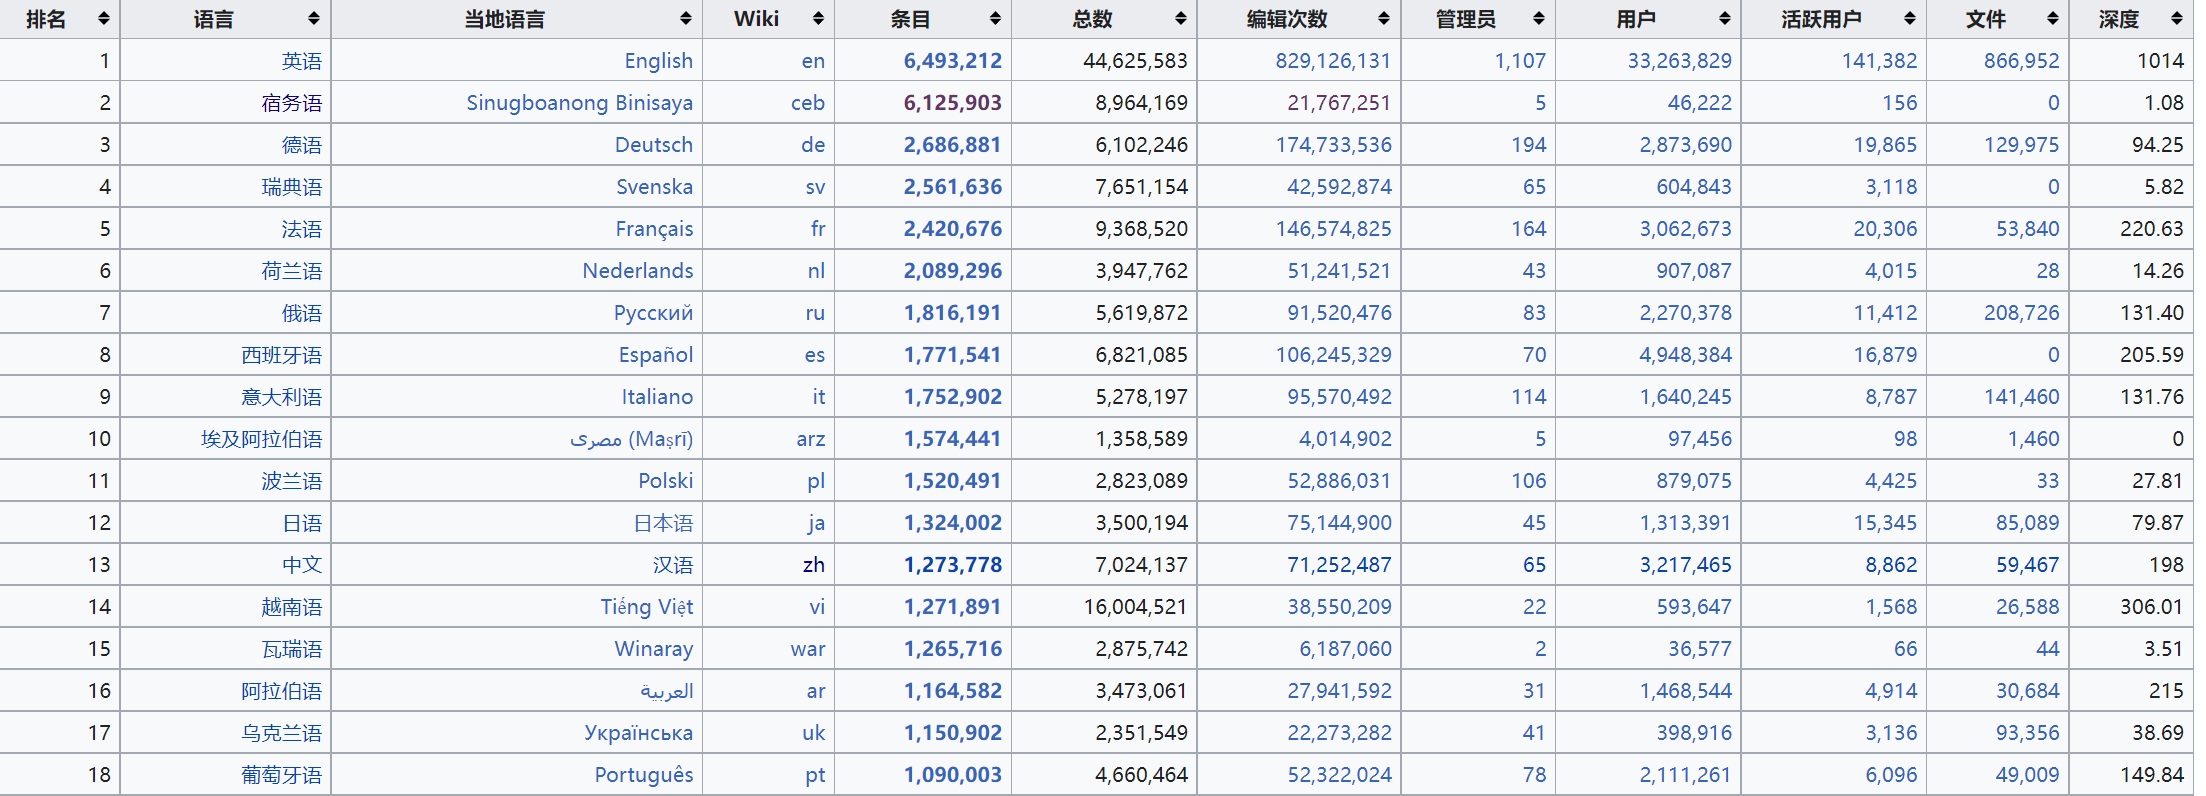 排名 语言 当地语言 Wiki 条目 总数 编辑次数 管理员 用户 活跃用户 文件 深度
1 英语 English en 6,493,212 44,625,583 829,126,131 1,107 33,263,829 141,382 866,952 1014
2 宿务语 Sinugboanong Binisaya ceb 6,125,903 8,964,169 21,767,251 5 46,222 156 0 1.08
3 德语 Deutsch de 2,686,881 6,102,246 174,733,536 194 2,873,690 19,865 129,975 94.25
4 瑞典语 Svenska sv 2,561,636 7,651,154 42,592,874 65 604,843 3,118 0 5.82
5 法语 Français fr 2,420,676 9,368,520 146,574,825 164 3,062,673 20,306 53,840 220.63
6 荷兰语 Nederlands nl 2,089,296 3,947,762 51,241,521 43 907,087 4,015 28 14.26
7 俄语 Русский ru 1,816,191 5,619,872 91,520,476 83 2,270,378 11,412 208,726 131.40
8 西班牙语 Español es 1,771,541 6,821,085 106,245,329 70 4,948,384 16,879 0 205.59
9 意大利语 Italiano it 1,752,902 5,278,197 95,570,492 114 1,640,245 8,787 141,460 131.76
10 埃及阿拉伯语 مصرى (Maṣrī) arz 1,574,441 1,358,589 4,014,902 5 97,456 98 1,460 0
11 波兰语 Polski pl 1,520,491 2,823,089 52,886,031 106 879,075 4,425 33 27.81
12 日语 日本语 ja 1,324,002 3,500,194 75,144,900 45 1,313,391 15,345 85,089 79.87
13 中文 汉语 zh 1,273,778 7,024,137 71,252,487 65 3,217,465 8,862 59,467 198
14 越南语 Tiếng Việt vi 1,271,891 16,004,521 38,550,209 22 593,647 1,568 26,588 306.01
15 瓦瑞语 Winaray war 1,265,716 2,875,742 6,187,060 2 36,577 66 44 3.51
16 阿拉伯语 العربية ar 1,164,582 3,473,061 27,941,592 31 1,468,544 4,914 30,684 215
17 乌克兰语 Українська uk 1,150,902 2,351,549 22,273,282 41 398,916 3,136 93,356 38.69
18 葡萄牙语 Português pt 1,090,003 4,660,464 52,322,024 78 2,111,261 6,096 49,009 149.84